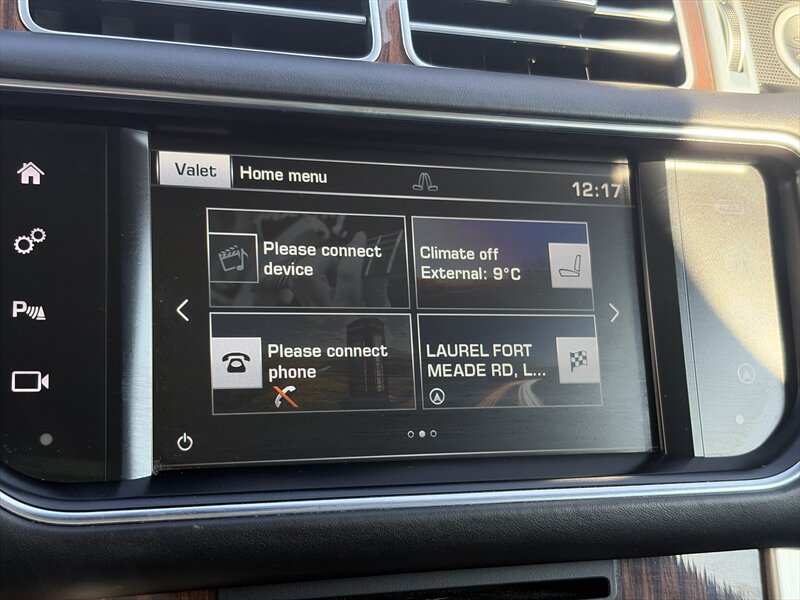 Valet
Home menu
12:17
Please connect
device
Climate off
External: 9°C
Please connect
phone
LAUREL FORT
MEADE RD, L...
P